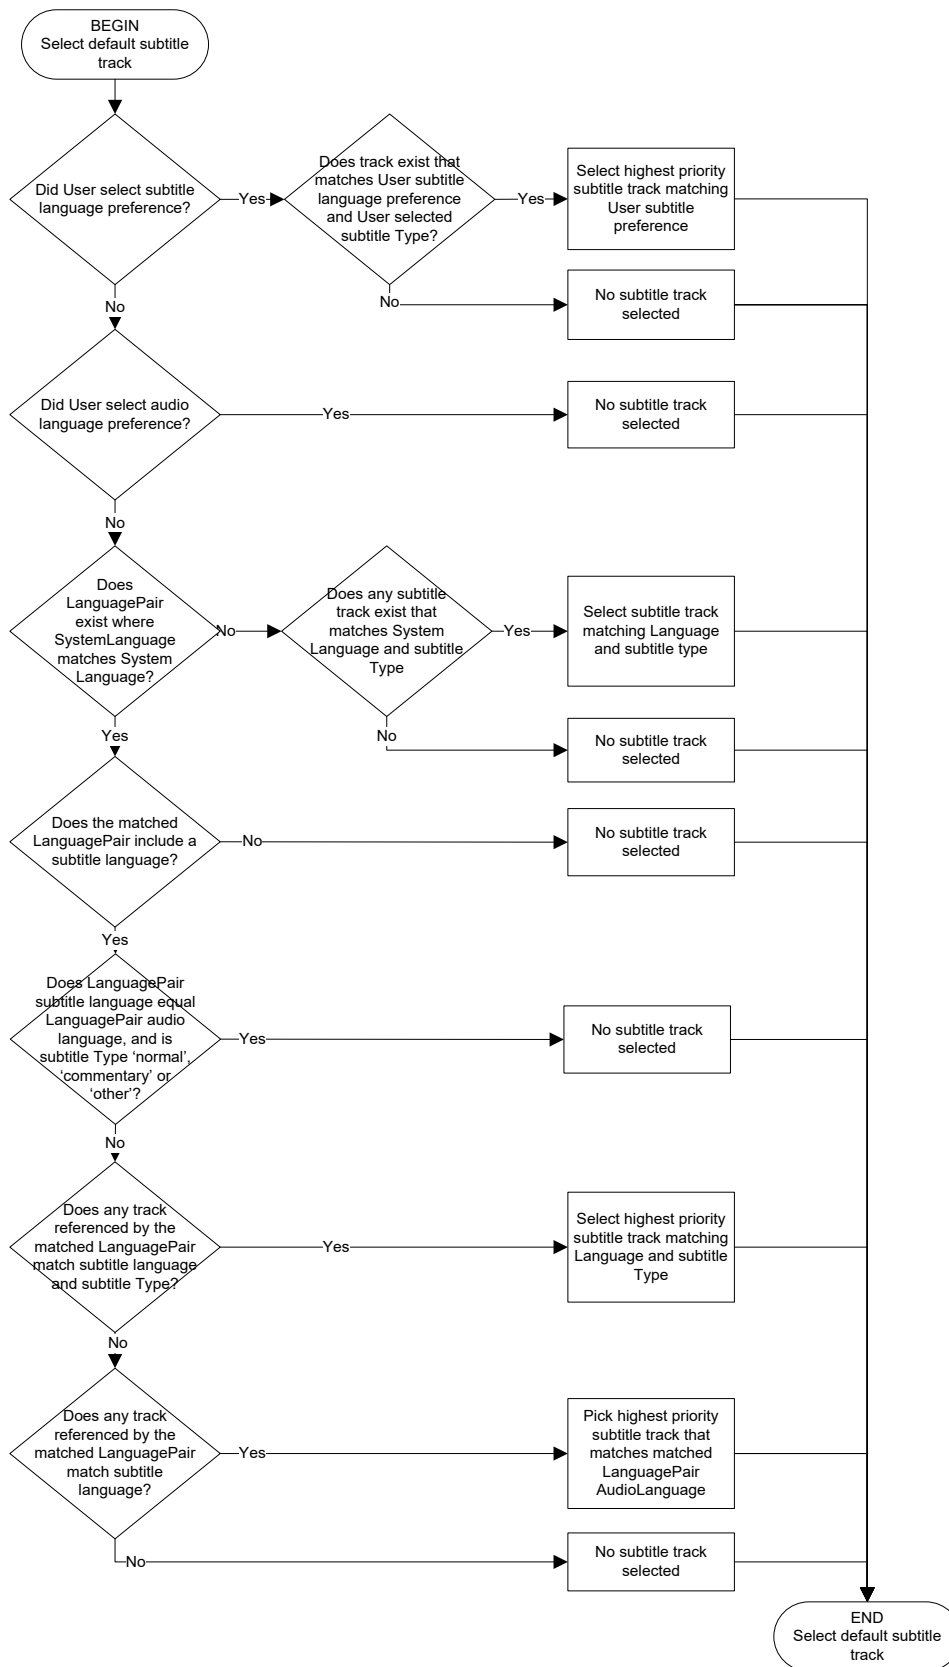 BEGIN
Select default subtitle
track
Did User select subtitle
language preference?
Yes
Does track exist that
matches User subtitle
language preference
and User selected
subtitle Type?
Yes
Select highest priority
subtitle track matching
User subtitle
preference
No
No subtitle track
selected
No
Did User select audio
language preference?
Yes
No subtitle track
selected
No
Does
LanguagePair
exist where
SystemLanguage
matches System
Language?
No
Does any subtitle
track exist that
matches System
Language and subtitle
Type
Yes
Select subtitle track
matching Language
and subtitle type
No
No subtitle track
selected
Yes
Does the matched
LanguagePair include a
subtitle language?
No
No subtitle track
selected
Yes
Does LanguagePair
subtitle language equal
LanguagePair audio
language, and is
subtitle Type ‘normal’,
‘commentary’ or
‘other’?
Yes
No subtitle track
selected
No
Does any track
referenced by the
matched LanguagePair
match subtitle language
and subtitle Type?
Yes
Select highest priority
subtitle track matching
Language and subtitle
Type
No
Does any track
referenced by the
matched LanguagePair
match subtitle
language?
Yes
Pick highest priority
subtitle track that
matches matched
LanguagePair
AudioLanguage
No
No subtitle track
selected
END
Select default subtitle
track